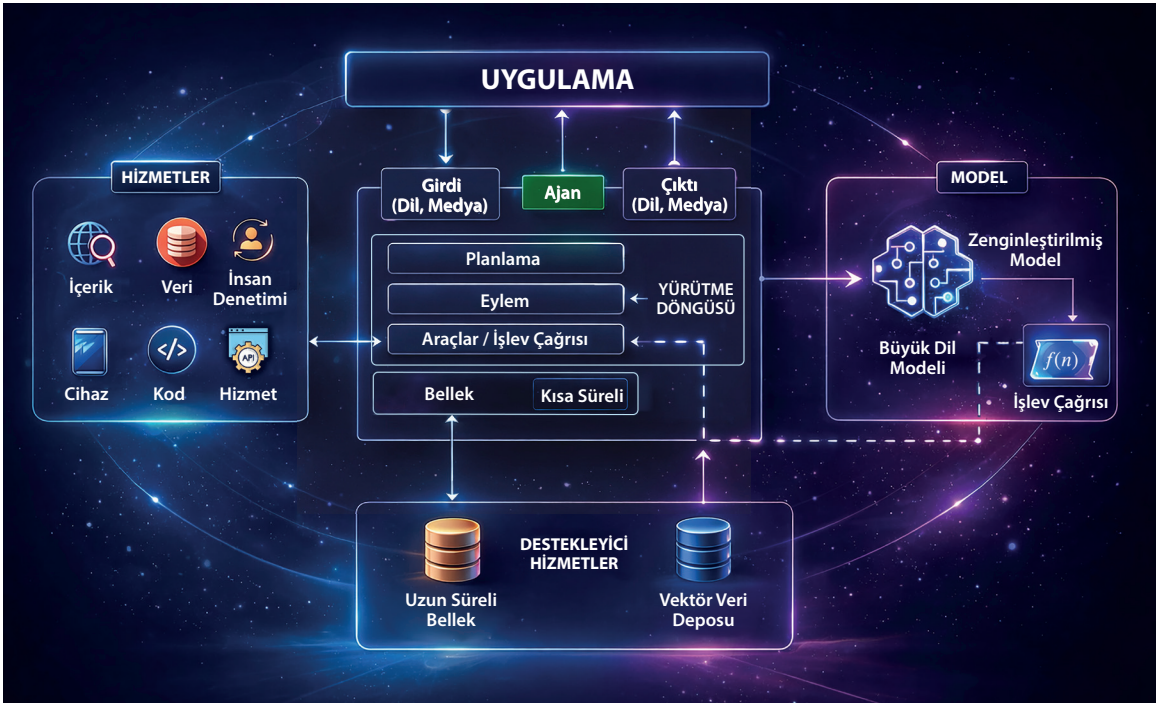 UYGULAMA
HİZMETLER
İçerik
Veri
İnsan
Denetimi
Cihaz
Kod
API
Hizmet
Girdi
(Dil, Medya)
Ajan
Çıktı
(Dil, Medya)
Planlama
Eylem
Araçlar / İşlev Çağrısı
YÜRÜTME
DÖNGÜSÜ
Bellek
Kısa Süreli
MODEL
Zenginleştirilmiş
Model
Büyük Dil
Modeli
f(n)
İşlev Çağrısı
DESTEKLEYİCİ
HİZMETLER
Uzun Süreli
Bellek
Vektör Veri
Deposu